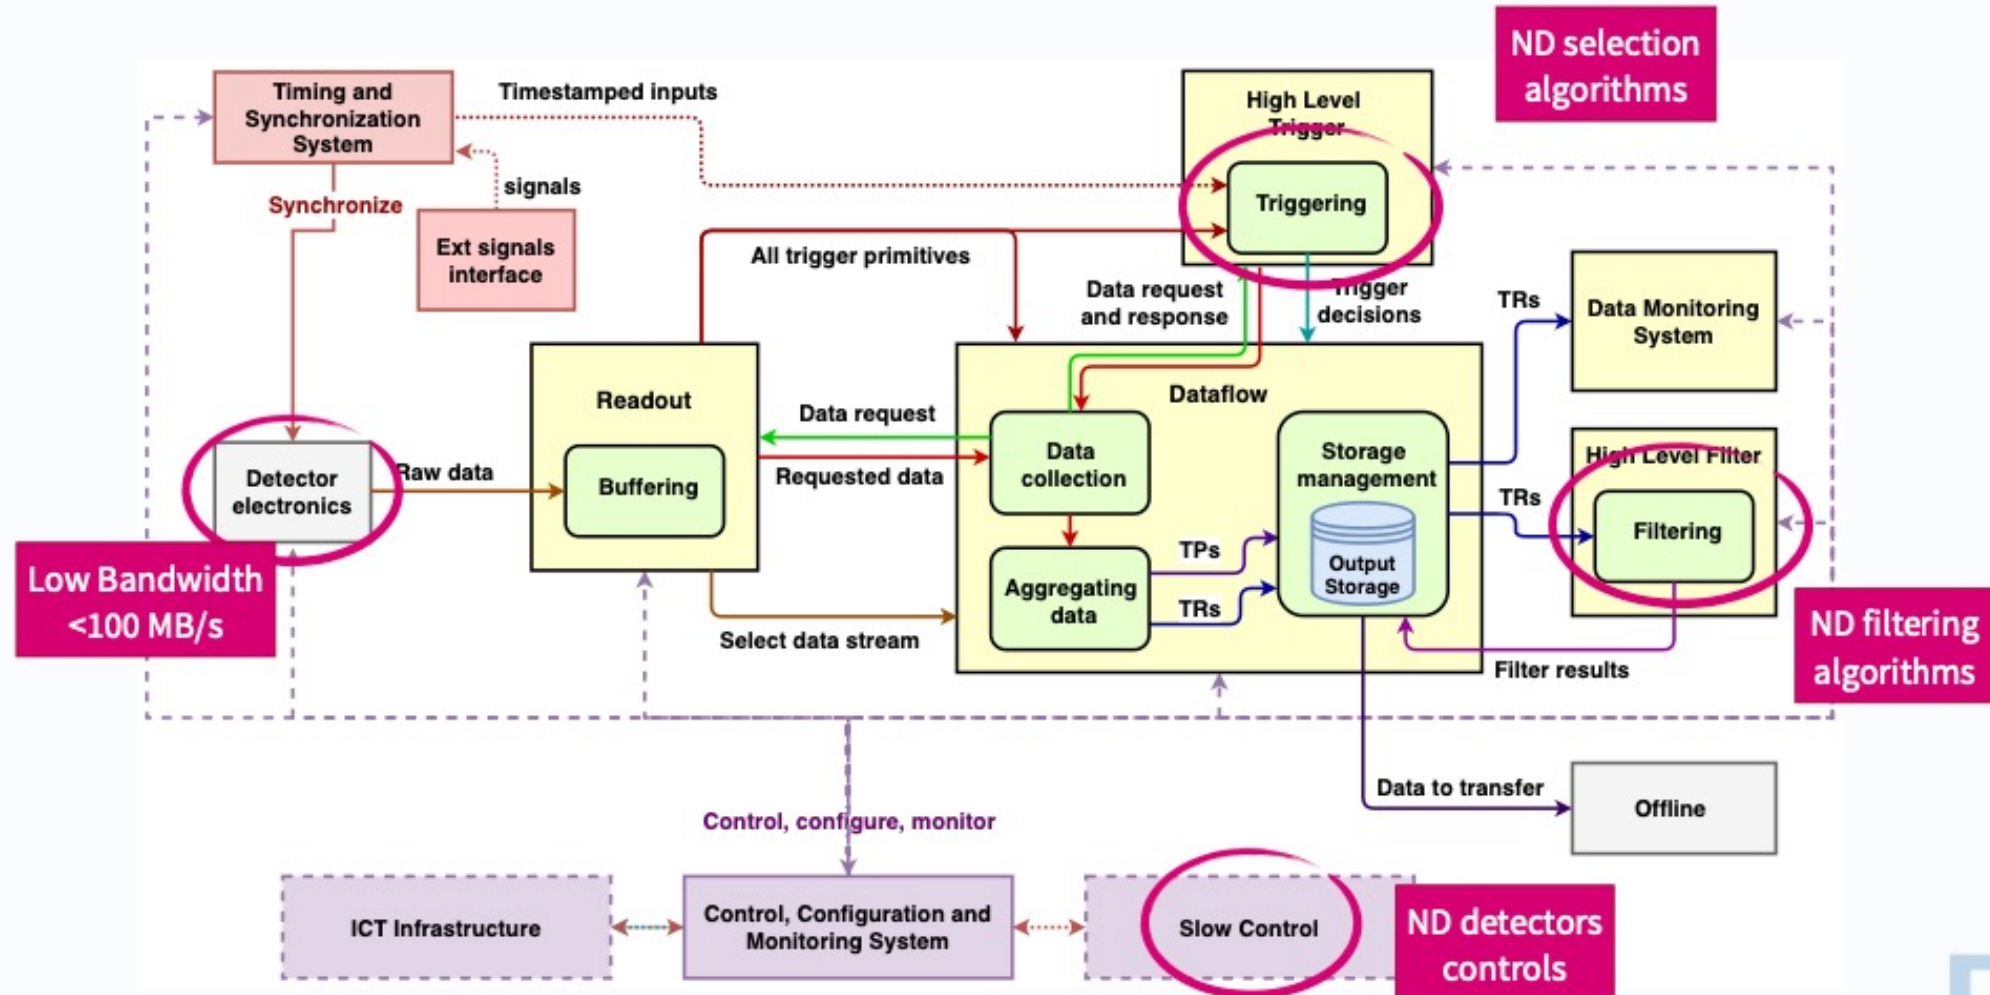 ND selection
algorithms
Timing and
Synchronization
System
Timestamped inputs
High Level
Trigger
signals
Synchronize
Triggering
Ext signals
interface
All trigger primitives
Data request
and response
Trigger
decisions
TRs
Data Monitoring
System
Readout
Dataflow
Data request
Data
collection
Storage
management
High Level Filter
Detector
electronics
Raw data
Buffering
Requested data
TRs
Filtering
Low Bandwidth
<100 MB/s
TPs
Output
Storage
Aggregating
data
TRs
Select data stream
Filter results
ND filtering
algorithms
Data to transfer
Offline
Control, configure, monitor
ICT Infrastructure
Control, Configuration and
Monitoring System
Slow Control
ND detectors
controls